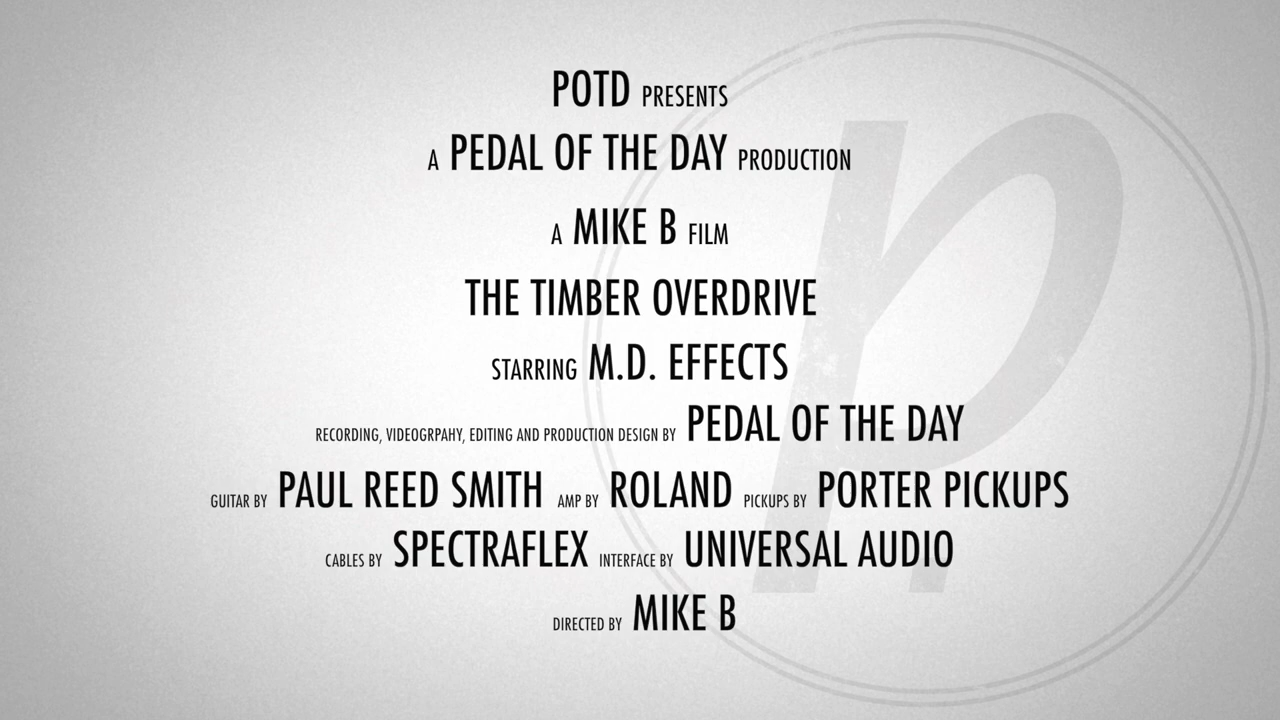 POTD PRESENTS
A PEDAL OF THE DAY PRODUCTION
A MIKE B FILM
THE TIMBER OVERDRIVE
STARRING M.D. EFFECTS
RECORDING, VIDEOGRPAHY, EDITING AND PRODUCTION DESIGN BY PEDAL OF THE DAY
GUITAR BY PAUL REED SMITH AMP BY ROLAND PICKUPS BY PORTER PICKUPS
CABLES BY SPECTRAFLEX INTERFACE BY UNIVERSAL AUDIO
DIRECTED BY MIKE B
p